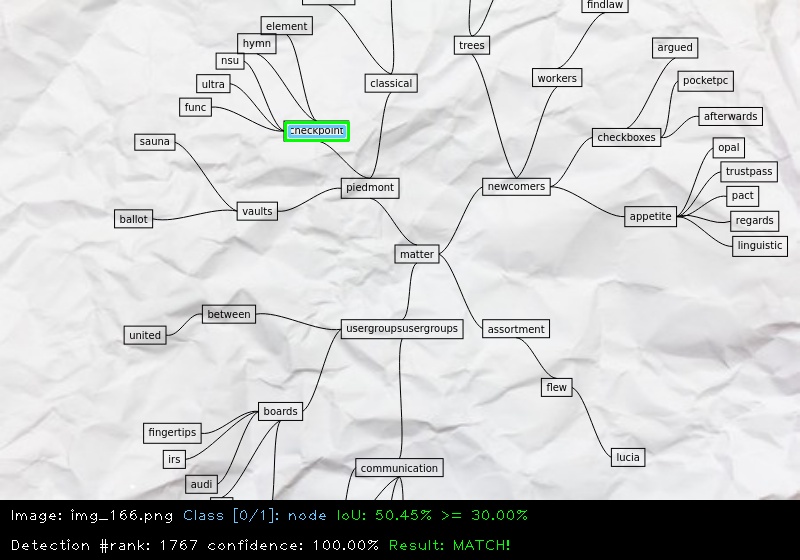 findlaw
element
hymn
trees
argued
nsu
classical
workers
pocketpc
ultra
func
afterwards
checkpoint
checkboxes
sauna
opal
trustpass
piedmont
newcomers
pact
vaults
ballot
appetite
regards
linguistic
matter
between
united
usergroupsusergroups
assortment
flew
boards
fingertips
irs
lucia
communication
audi
Image: img_166.png Class [0/1]: node IoU: 50.45% >= 30.00%
Detection #rank: 1767 confidence: 100.00% Result: MATCH!